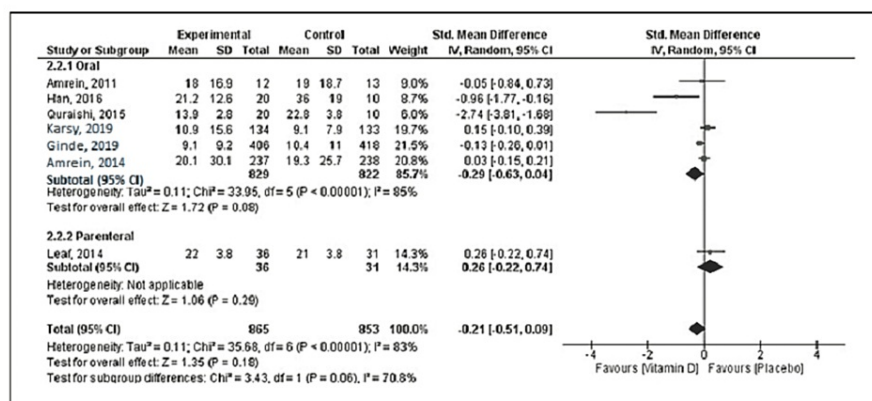 Experimental Control Std. Mean Difference Std. Mean Difference
Study or Subgroup Mean SD Total Mean SD Total Weight IV, Random, 95% CI IV, Random, 95% CI
2.2.1 Oral
Amrein, 2011 18 16.9 12 19 18.7 13 9.0% -0.05 [-0.84, 0.73]
Han, 2016 21.2 12.6 20 36 19 10 8.7% -0.96 [-1.77, -0.16]
Quraishi, 2015 13.9 2.8 20 22.8 3.8 10 6.0% -2.74 [-3.81, -1.68]
Karsy, 2019 10.9 15.6 134 9.1 7.9 133 19.7% 0.15 [-0.10, 0.39]
Ginde, 2019 9.1 9.2 406 10.4 11 418 21.5% -0.13 [-0.26, 0.01]
Amrein, 2014 20.1 30.1 237 19.3 25.7 238 20.8% 0.03 [-0.15, 0.21]
Subtotal (95% CI) 829 822 85.7% -0.29 [-0.63, 0.04]
Heterogeneity: Tau² = 0.11; Chi² = 33.95, df = 5 (P < 0.00001); I² = 85%
Test for overall effect: Z = 1.72 (P = 0.08)
2.2.2 Parenteral
Leaf, 2014 22 3.8 36 21 3.8 31 14.3% 0.26 [-0.22, 0.74]
Subtotal (95% CI) 36 31 14.3% 0.26 [-0.22, 0.74]
Heterogeneity: Not applicable
Test for overall effect: Z = 1.06 (P = 0.29)
Total (95% CI) 865 853 100.0% -0.21 [-0.51, 0.09]
Heterogeneity: Tau² = 0.11; Chi² = 35.68, df = 6 (P < 0.00001); I² = 83%
Test for overall effect: Z = 1.35 (P = 0.18)
Test for subgroup differences: Chi² = 3.43, df = 1 (P = 0.06), I² = 70.8%
-4 -2 0 2 4
Favours [Vitamin D] Favours [Placebo]